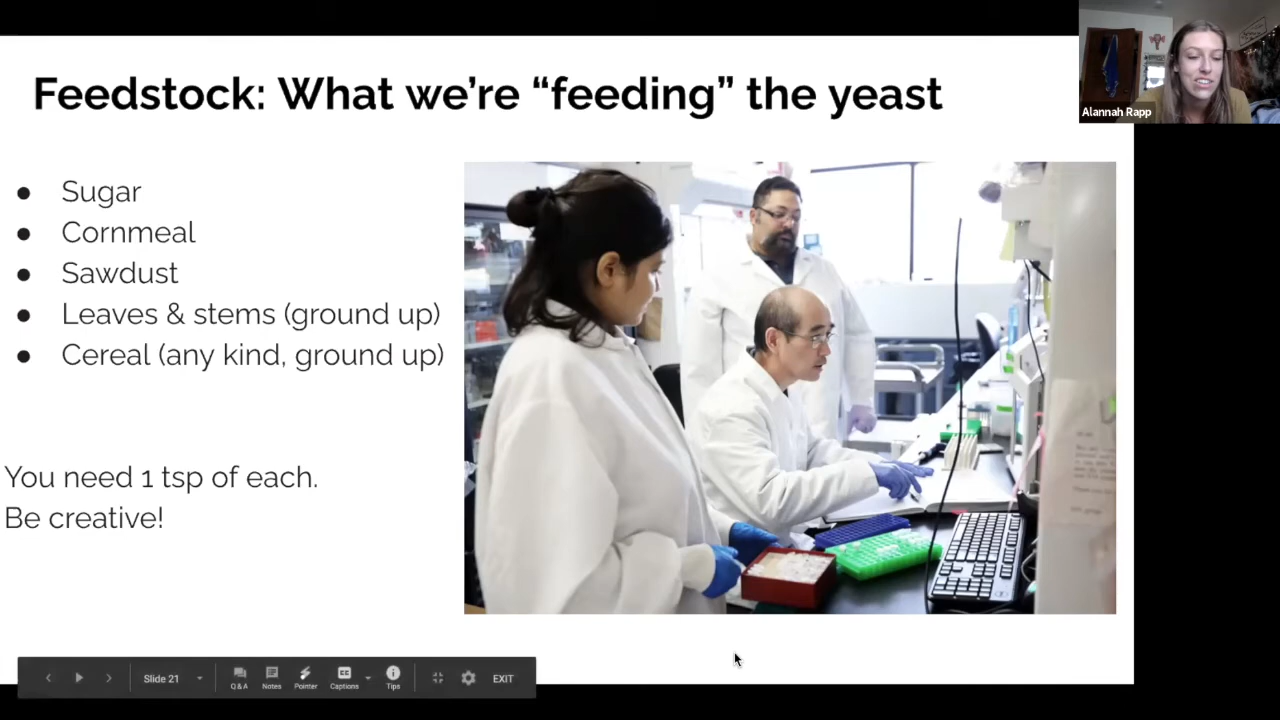 Feedstock: What we're “feeding” the yeast
Alannah Rapp
● Sugar
● Cornmeal
● Sawdust
● Leaves & stems (ground up)
● Cereal (any kind, ground up)
You need 1 tsp of each.
Be creative!
Slide 21
Q & A
Notes
Pointer
Captions
Tips
EXIT